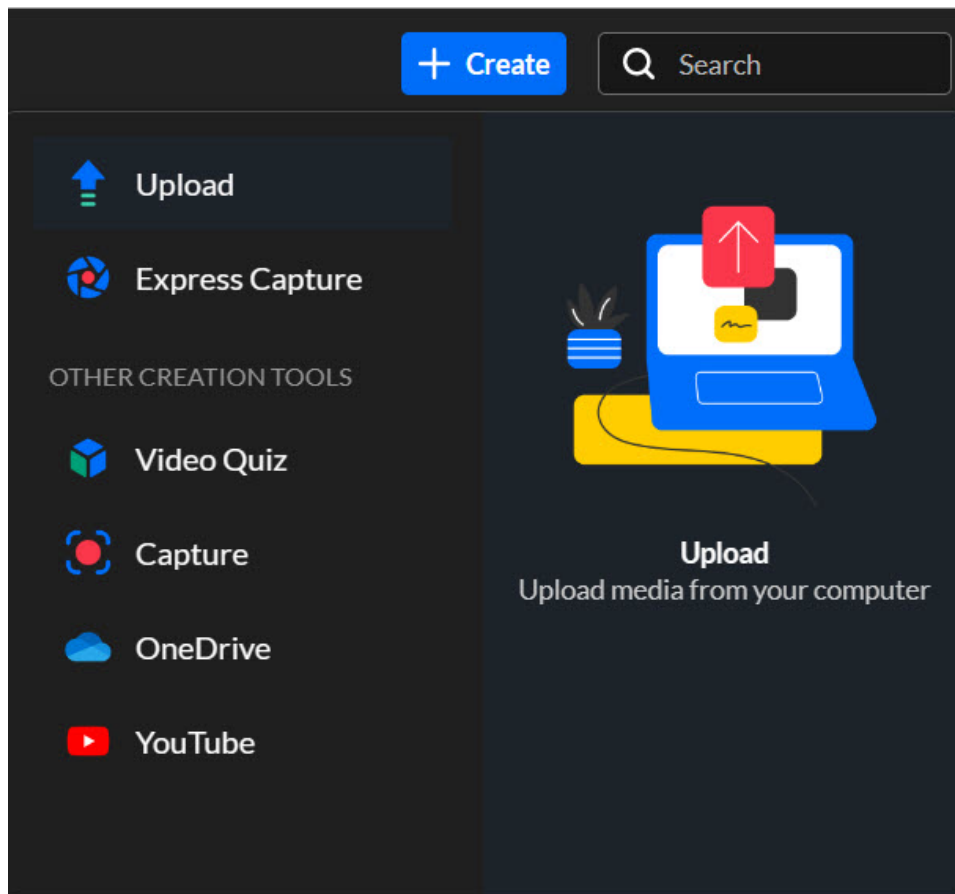 Create
Search
Upload
Express Capture
OTHER CREATION TOOLS
Video Quiz
Capture
OneDrive
YouTube
Upload
Upload media from your computer